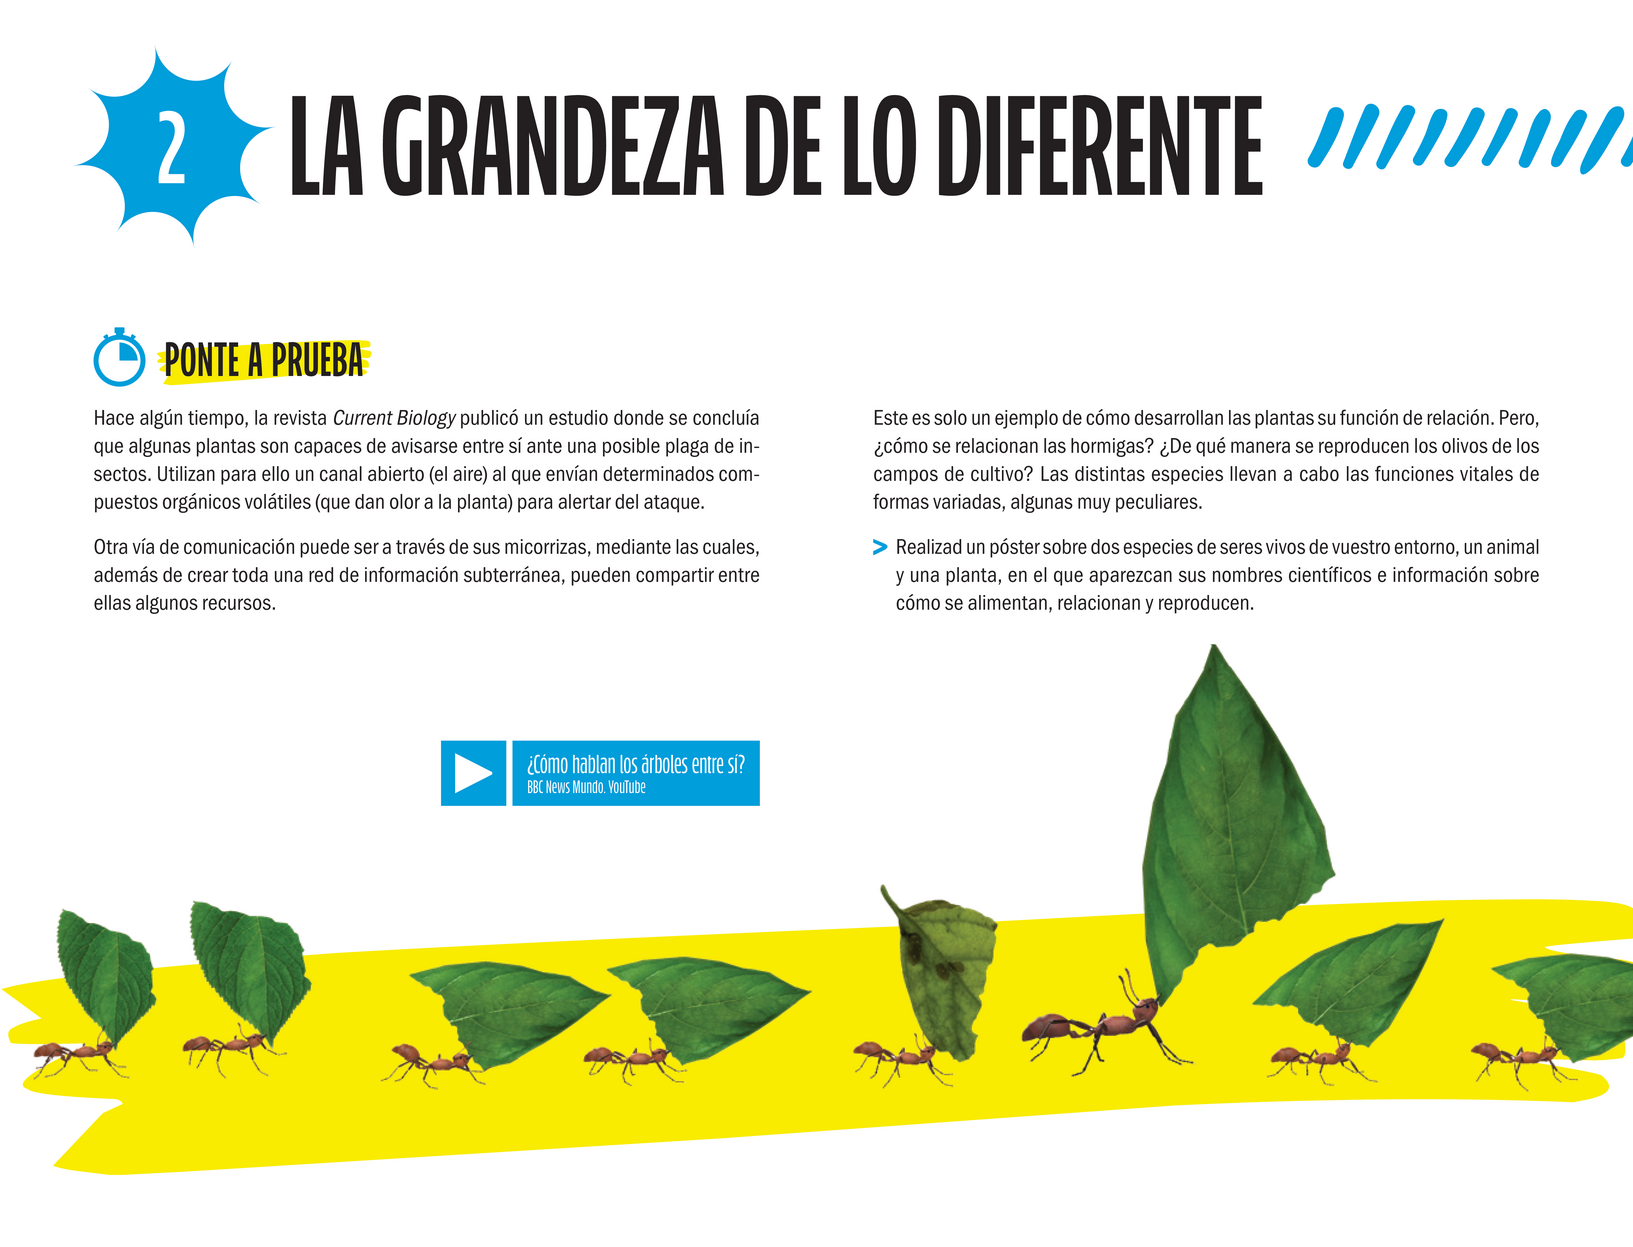 2
LA GRANDEZA DE LO DIFERENTE
PONTE A PRUEBA
Hace algún tiempo, la revista Current Biology publicó un estudio donde se concluía
que algunas plantas son capaces de avisarse entre sí ante una posible plaga de in-
sectos. Utilizan para ello un canal abierto (el aire) al que envían determinados com-
puestos orgánicos volátiles (que dan olor a la planta) para alertar del ataque.
Otra vía de comunicación puede ser a través de sus micorrizas, mediante las cuales,
además de crear toda una red de información subterránea, pueden compartir entre
ellas algunos recursos.
¿Cómo hablan los árboles entre sí?
BBC News Mundo. YouTube
Este es solo un ejemplo de cómo desarrollan las plantas su función de relación. Pero,
¿cómo se relacionan las hormigas? ¿De qué manera se reproducen los olivos de los
campos de cultivo? Las distintas especies llevan a cabo las funciones vitales de
formas variadas, algunas muy peculiares.
> Realizad un póster sobre dos especies de seres vivos de vuestro entorno, un animal
y una planta, en el que aparezcan sus nombres científicos e información sobre
cómo se alimentan, relacionan y reproducen.